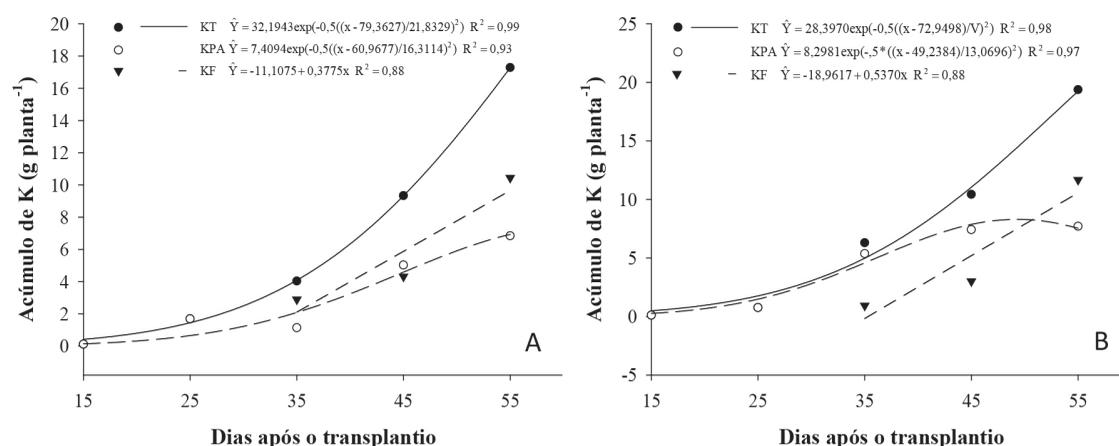 KT Ŷ=32,1943exp(-0,5((x-79,3627)/21,8329)²) R²=0,99
KPA Ŷ=7,4094exp(-0,5((x-60,9677)/16,3114)²) R²=0,93
KF Ŷ=-11,1075+0,3775x R²=0,88
Acúmulo de K (g planta⁻¹)
20
18
16
14
12
10
8
6
4
2
0
A
15 25 35 45 55
Dias após o transplantio
KT Ŷ=28,3970exp(-0,5((x-72,9498)/V)²) R²=0,98
KPA Ŷ=8,2981exp(-,5*((x-49,2384)/13,0696)²) R²=0,97
KF Ŷ=-18,9617+0,5370x R²=0,88
Acúmulo de K (g planta⁻¹)
25
20
15
10
5
0
-5
B
15 25 35 45 55
Dias após o transplantio